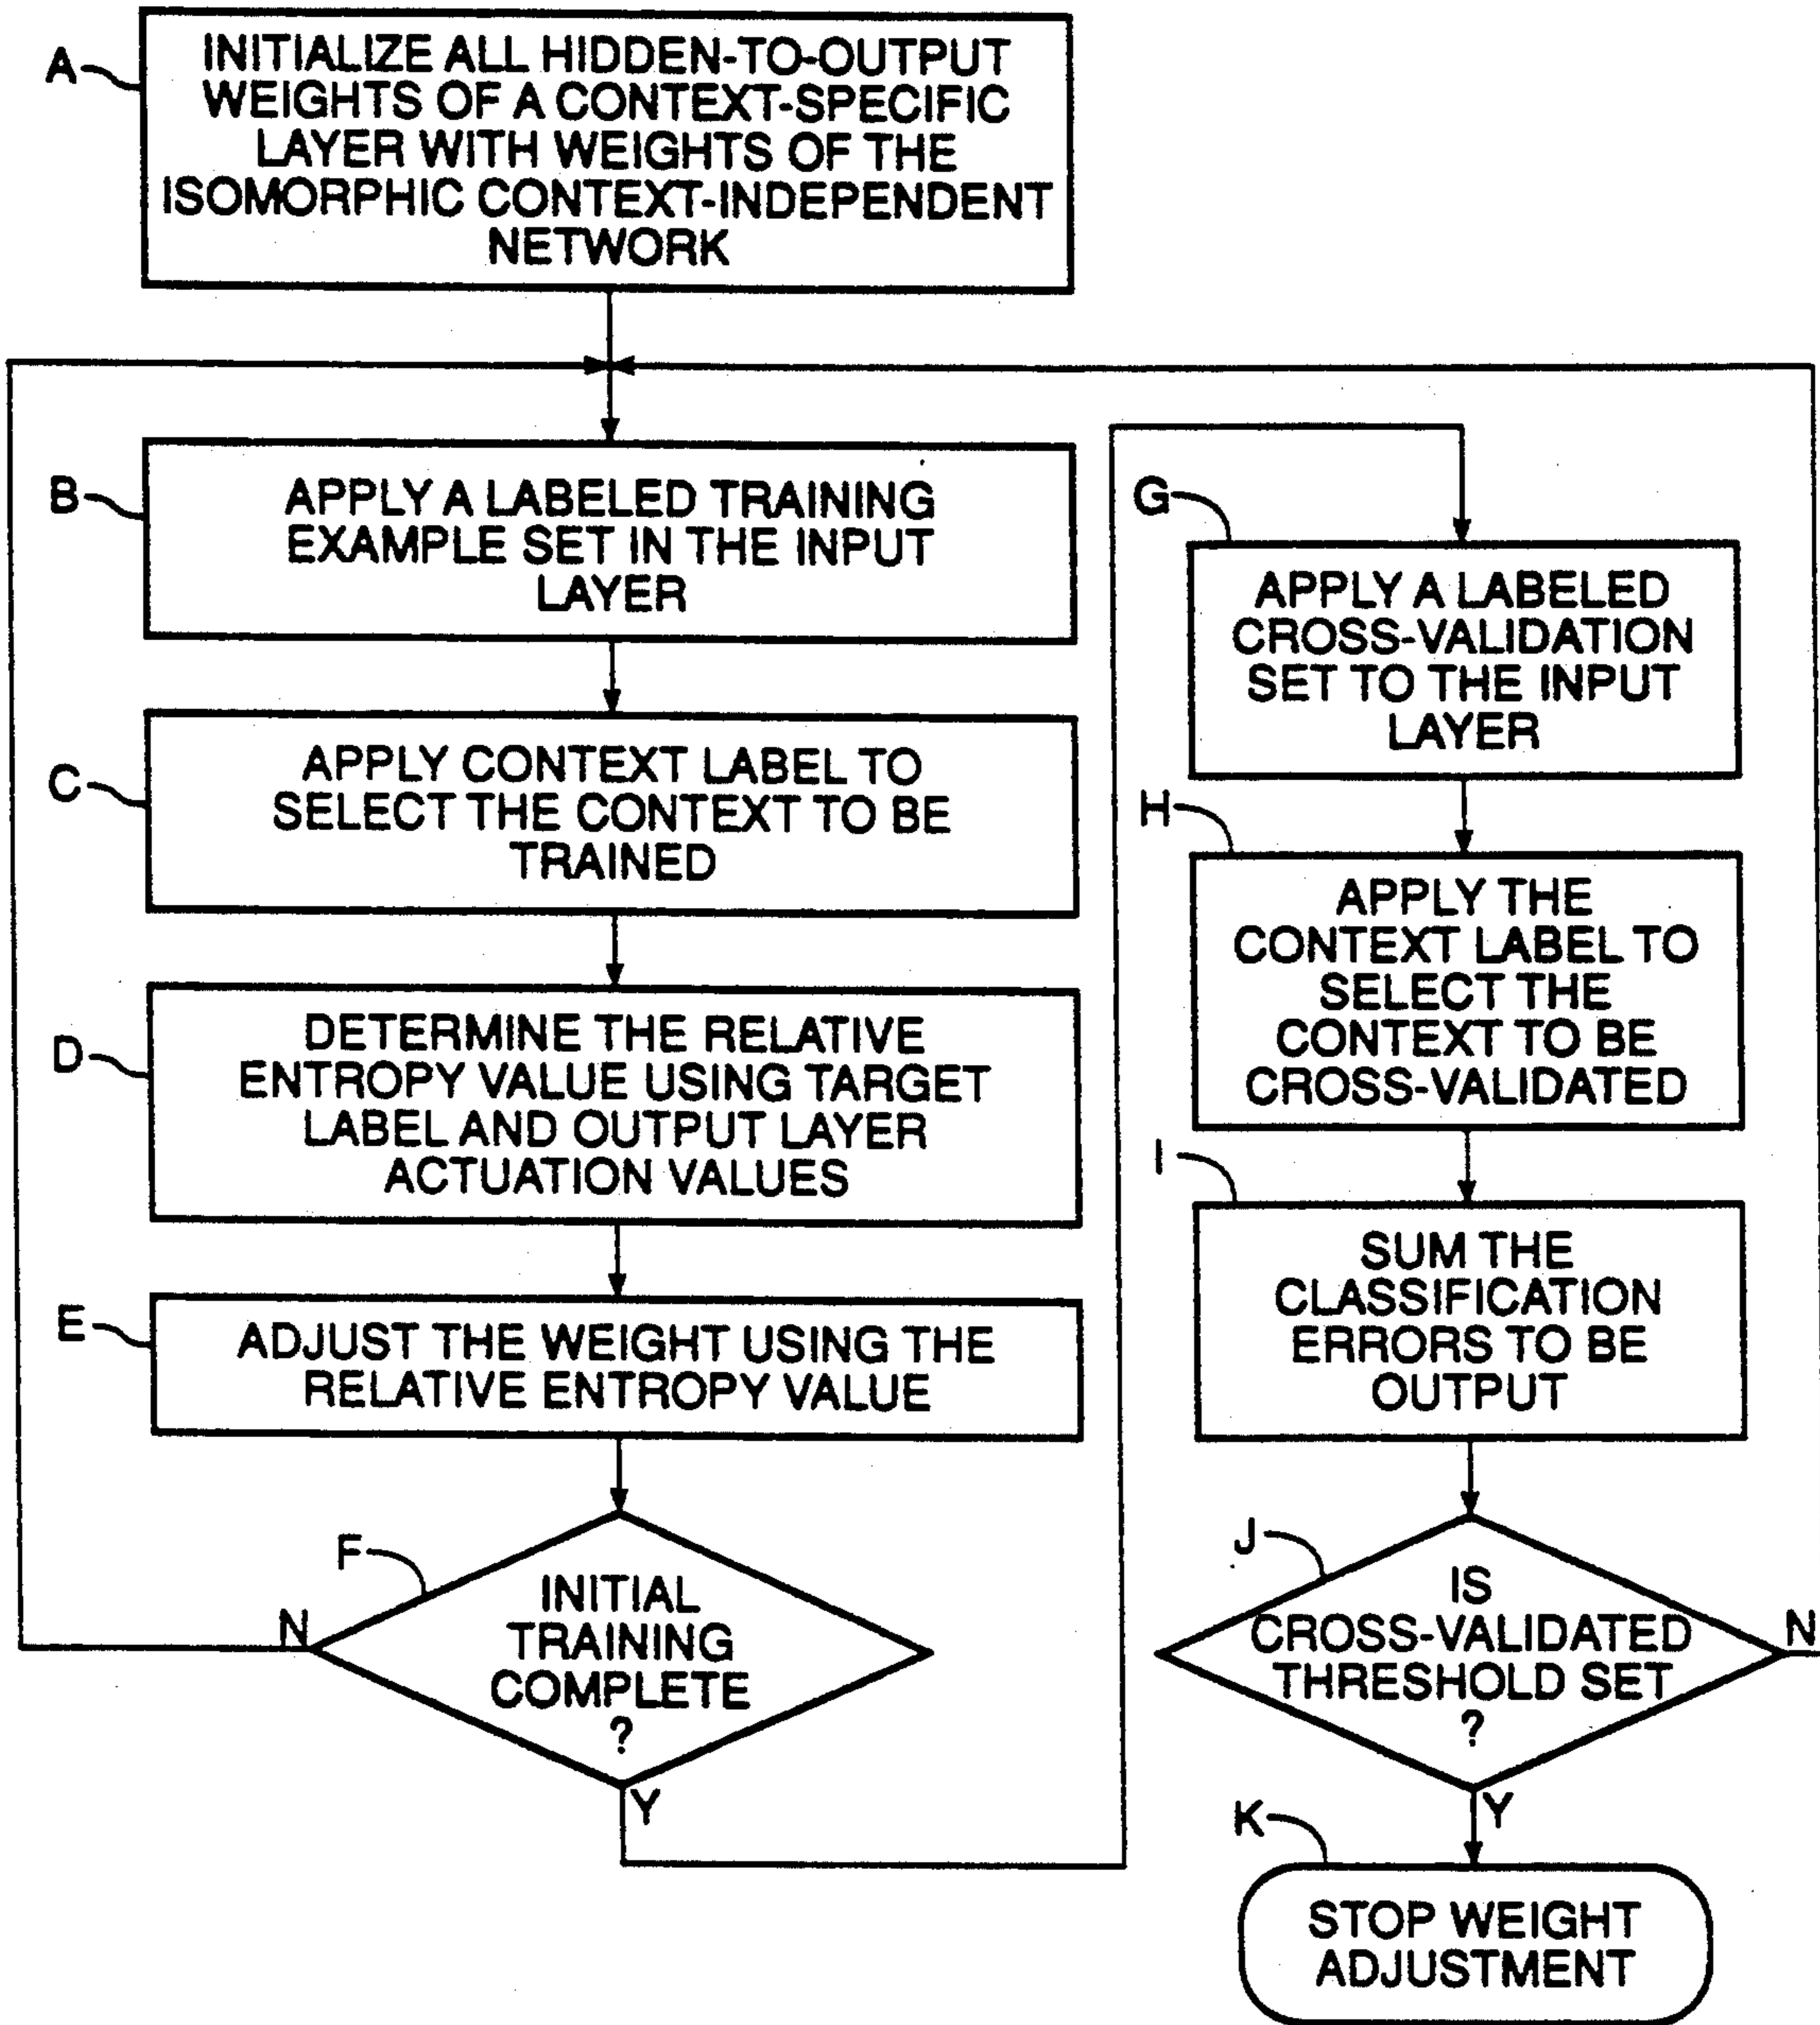 A
INITIALIZE ALL HIDDEN-TO-OUTPUT
WEIGHTS OF A CONTEXT-SPECIFIC
LAYER WITH WEIGHTS OF THE
ISOMORPHIC CONTEXT-INDEPENDENT
NETWORK
B
APPLY A LABELED TRAINING
EXAMPLE SET IN THE INPUT
LAYER
C
APPLY CONTEXT LABEL TO
SELECT THE CONTEXT TO BE
TRAINED
D
DETERMINE THE RELATIVE
ENTROPY VALUE USING TARGET
LABEL AND OUTPUT LAYER
ACTUATION VALUES
E
ADJUST THE WEIGHT USING THE
RELATIVE ENTROPY VALUE
F
INITIAL
TRAINING
COMPLETE
?
N
Y
G
APPLY A LABELED
CROSS-VALIDATION
SET TO THE INPUT
LAYER
H
APPLY THE
CONTEXT LABEL TO
SELECT THE
CONTEXT TO BE
CROSS-VALIDATED
I
SUM THE
CLASSIFICATION
ERRORS TO BE
OUTPUT
J
IS
CROSS-VALIDATED
THRESHOLD SET
?
N
Y
K
STOP WEIGHT
ADJUSTMENT